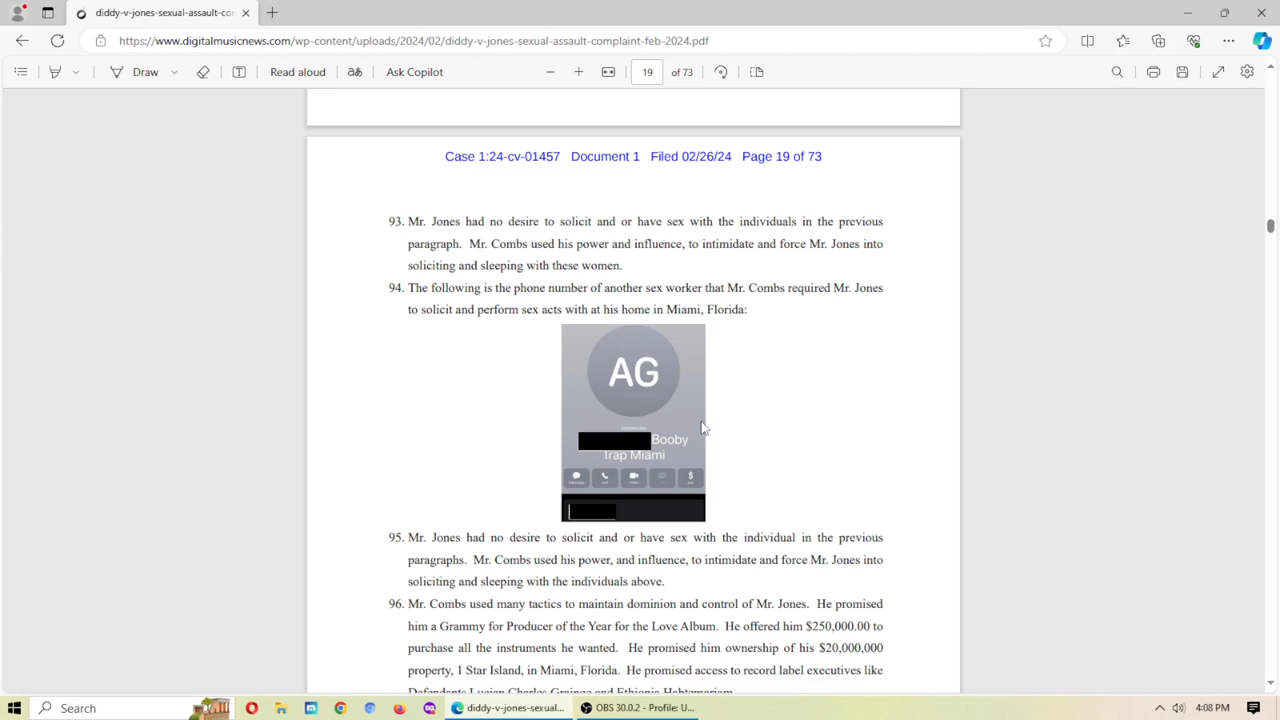 diddy-v-jones-sexual-assault-co
https://www.digitalmusicnews.com/wp-content/uploads/2024/02/diddy-v-jones-sexual-assault-complaint-feb-2024.pdf
Draw
Read aloud
Ask Copilot
19 of 73
Case 1:24-cv-01457 Document 1 Filed 02/26/24 Page 19 of 73
93. Mr. Jones had no desire to solicit and or have sex with the individuals in the previous
paragraph. Mr. Combs used his power and influence, to intimidate and force Mr. Jones into
soliciting and sleeping with these women.
94. The following is the phone number of another sex worker that Mr. Combs required Mr. Jones
to solicit and perform sex acts with at his home in Miami, Florida:
AG
Booby
Trap Miami
message call video $
95. Mr. Jones had no desire to solicit and or have sex with the individual in the previous
paragraphs. Mr. Combs used his power, and influence, to intimidate and force Mr. Jones into
soliciting and sleeping with the individuals above.
96. Mr. Combs used many tactics to maintain dominion and control of Mr. Jones. He promised
him a Grammy for Producer of the Year for the Love Album. He offered him $250,000.00 to
purchase all the instruments he wanted. He promised him ownership of his $20,000,000
property, 1 Star Island, in Miami, Florida. He promised access to record label executives like
Defendants Lucian Charles Grainge and Ethiopia Habtemariam
Search
diddy-v-jones-sexual...
OBS 30.0.2 - Profile: U...
4:08 PM